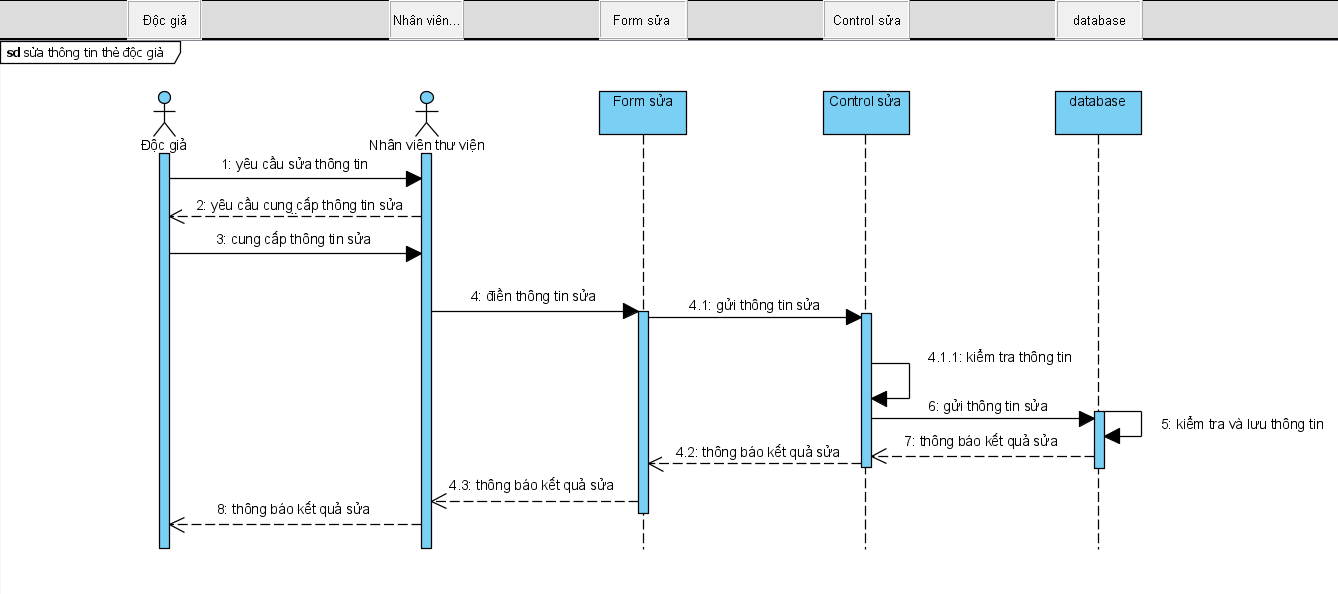 Độc giả
Nhân viên...
Form sửa
Control sửa
database
sd sửa thông tin thẻ độc giả
Form sửa
Control sửa
database
Độc giả
Nhân viên thư viện
1: yêu cầu sửa thông tin
2: yêu cầu cung cấp thông tin sửa
3: cung cấp thông tin sửa
4: điền thông tin sửa
4.1: gửi thông tin sửa
4.1.1: kiểm tra thông tin
6: gửi thông tin sửa
5: kiểm tra và lưu thông tin
7: thông báo kết quả sửa
4.2: thông báo kết quả sửa
4.3: thông báo kết quả sửa
8: thông báo kết quả sửa